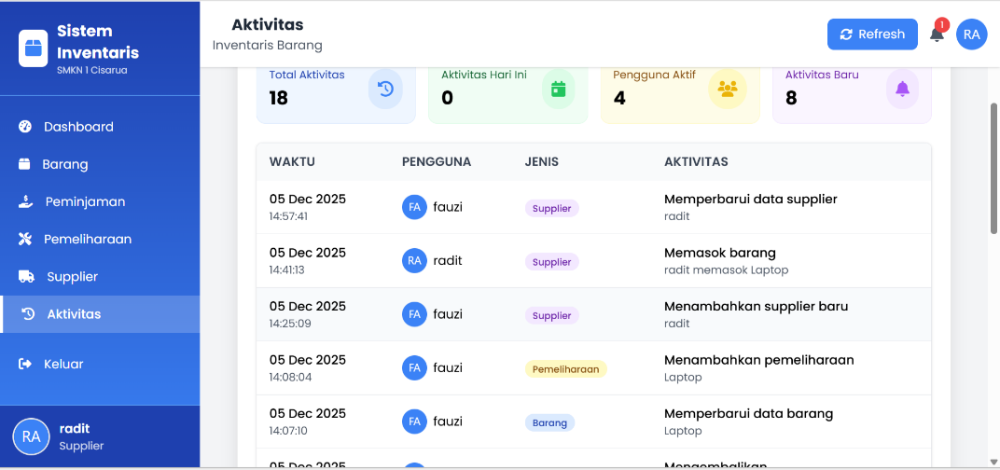 Sistem
Inventaris
SMKN 1 Cisarua
Dashboard
Barang
Peminjaman
Pemeliharaan
Supplier
Aktivitas
Keluar
RA
radit
Supplier
Aktivitas
Inventaris Barang
Refresh
1
RA
Total Aktivitas
18
Aktivitas Hari Ini
0
Pengguna Aktif
4
Aktivitas Baru
8
WAKTU PENGGUNA JENIS AKTIVITAS
05 Dec 2025 FA fauzi Supplier Memperbarui data supplier
14:57:41 radit
05 Dec 2025 RA radit Supplier Memasok barang
14:41:13 radit memasok Laptop
05 Dec 2025 FA fauzi Supplier Menambahkan supplier baru
14:25:09 radit
05 Dec 2025 FA fauzi Pemeliharaan Menambahkan pemeliharaan
14:08:04 Laptop
05 Dec 2025 FA fauzi Barang Memperbarui data barang
14:07:10 Laptop
05 Dec 2025 Mengembalikan